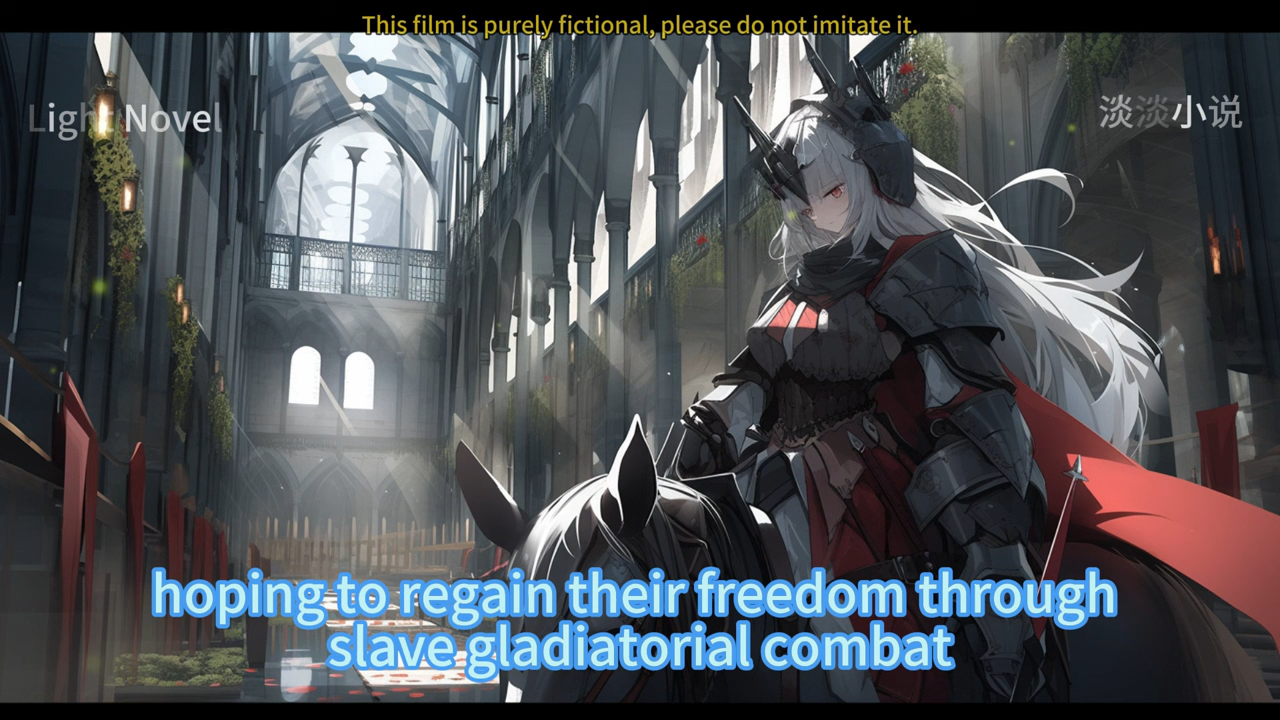 This film is purely fictional, please do not imitate it.
Light Novel
淡淡小说
hoping to regain their freedom through
slave gladiatorial combat